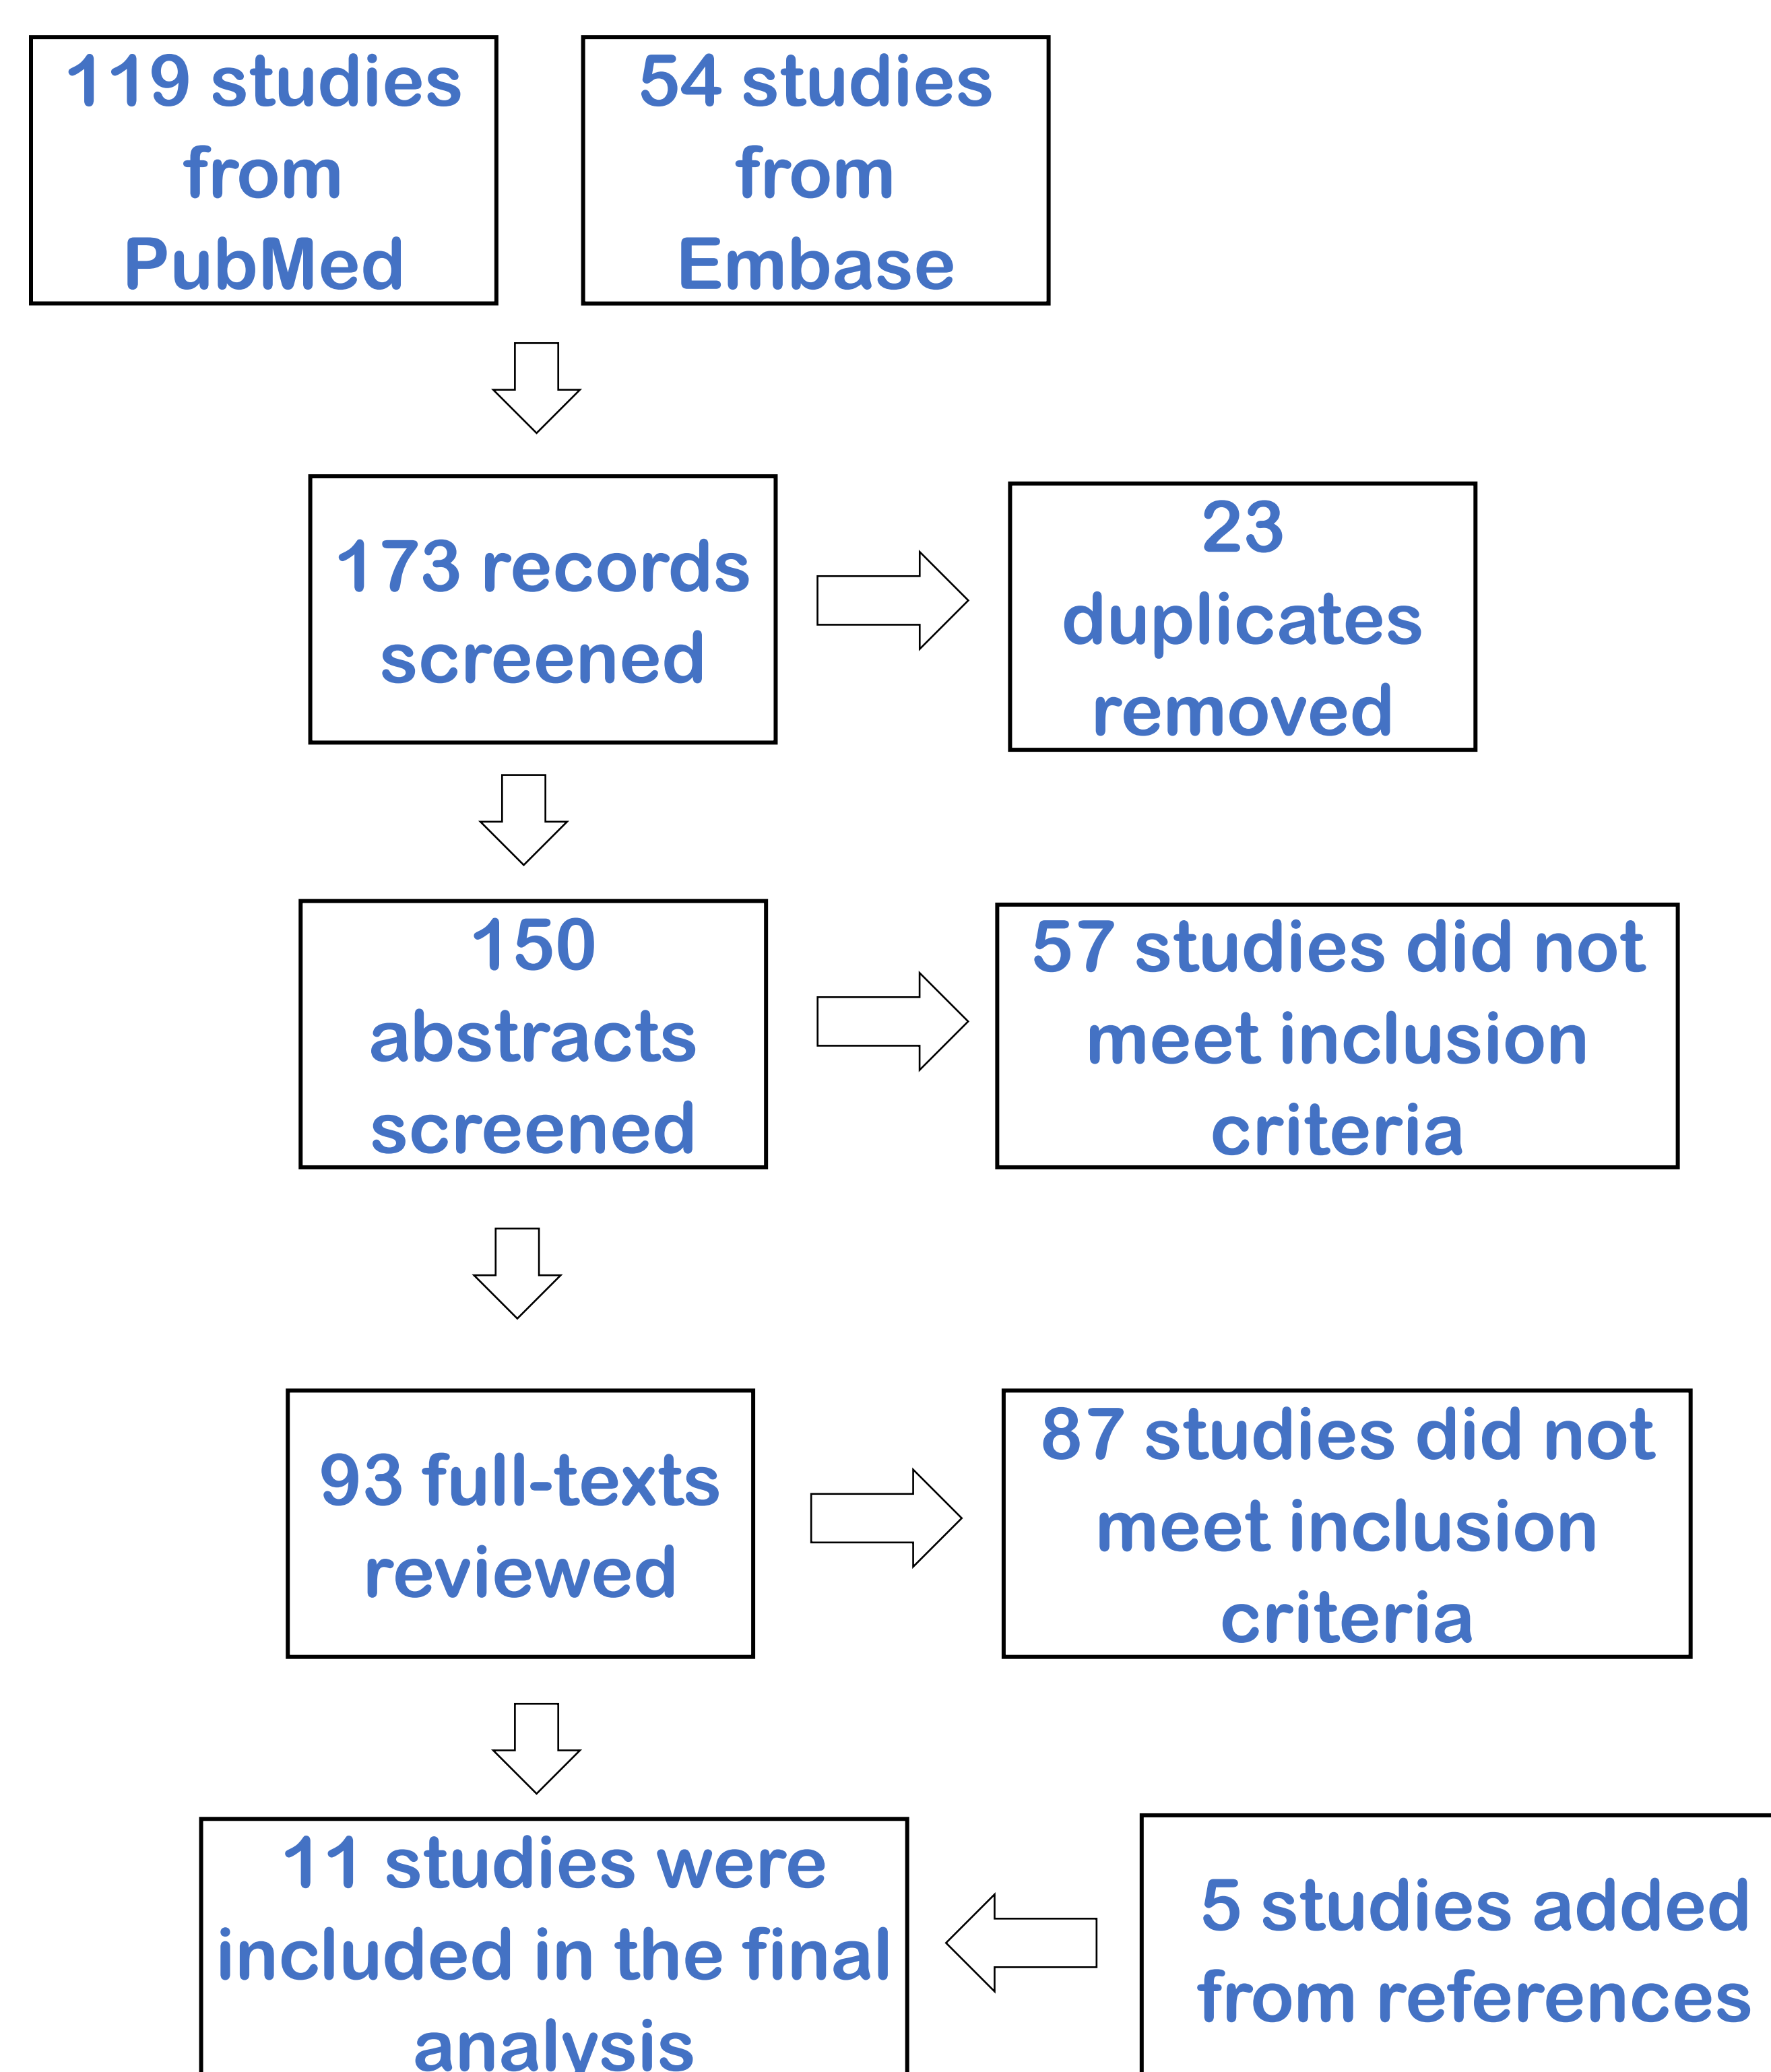 119 studies
from
PubMed
54 studies
from
Embase
173 records
screened
23
duplicates
removed
150
abstracts
screened
57 studies did not
meet inclusion
criteria
93 full-texts
reviewed
87 studies did not
meet inclusion
criteria
11 studies were
included in the final
analysis
5 studies added
from references